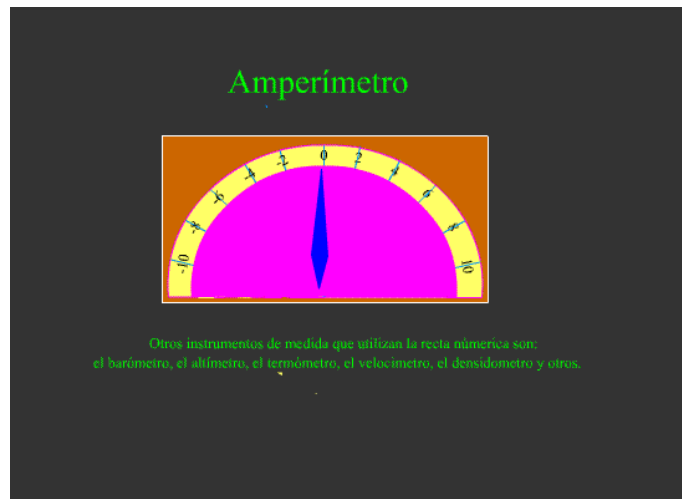 Amperímetro
-10 -8 -6 -4 -2 0 2 4 6 8 10
Otros instrumentos de medida que utilizan la recta númerica son:
el barómetro, el altímetro, el termómetro, el velocimetro, el densidometro y otros.